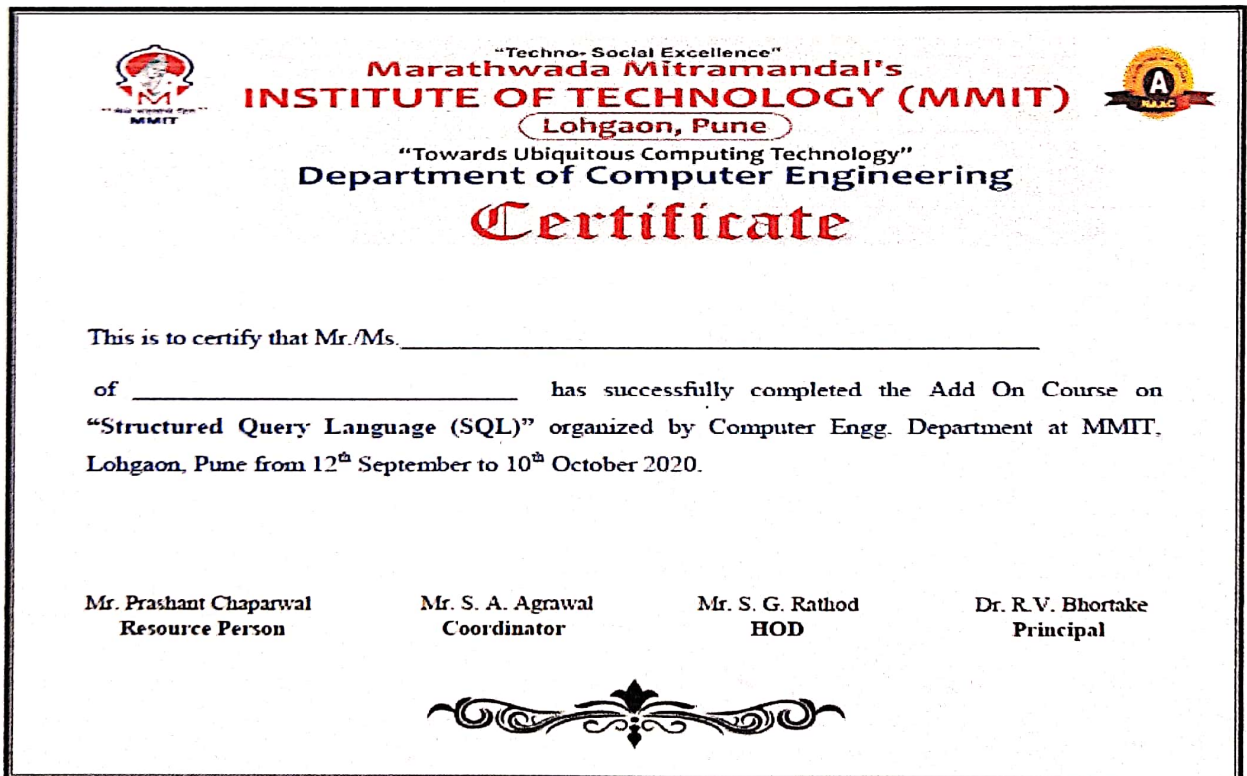 "Techno- Social Excellence"
Marathwada Mitramandal's
INSTITUTE OF TECHNOLOGY (MMIT)
Lohgaon, Pune
"Towards Ubiquitous Computing Technology"
Department of Computer Engineering
Certificate
MMIT
A
NAAC
This is to certify that Mr./Ms.
of has successfully completed the Add On Course on
“Structured Query Language (SQL)” organized by Computer Engg. Department at MMIT,
Lohgaon, Pune from 12th September to 10th October 2020.
Mr. Prashant Chaparwal Mr. S. A. Agrawal Mr. S. G. Rathod Dr. R.V. Bhortake
Resource Person Coordinator HOD Principal